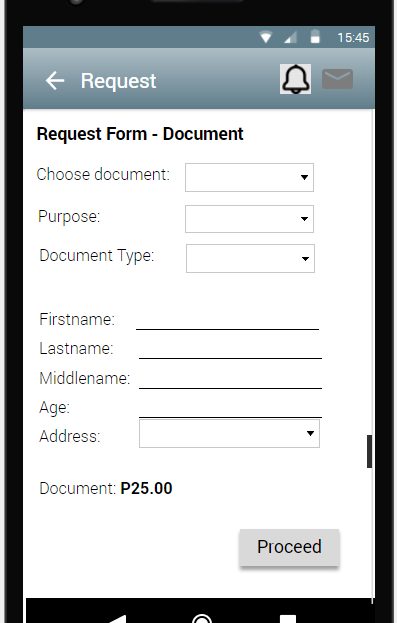 15:45
Request
Request Form - Document
Choose document:
Purpose:
Document Type:
Firstname:
Lastname:
Middlename:
Age:
Address:
Document: P25.00
Proceed